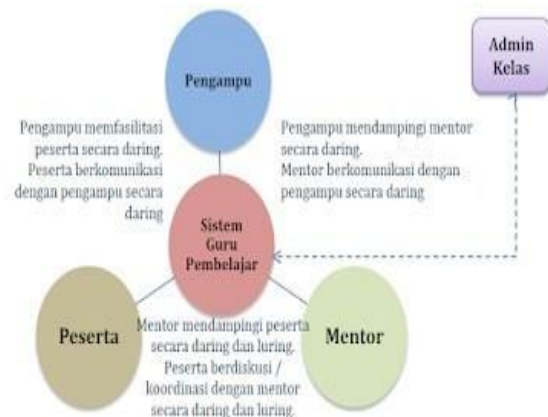 Pengampu
Admin
Kelas
Pengampu memfasilitasi
peserta secara daring.
Peserta berkomunikasi
dengan pengampu secara
daring
Pengampu mendampingi mentor
secara daring.
Mentor berkomunikasi dengan
pengampu secara daring
Sistem
Guru
Pembelajar
Peserta
Mentor mendampingi peserta
secara daring dan luring.
Peserta berdiskusi /
koordinasi dengan mentor
secara daring dan luring.
Mentor